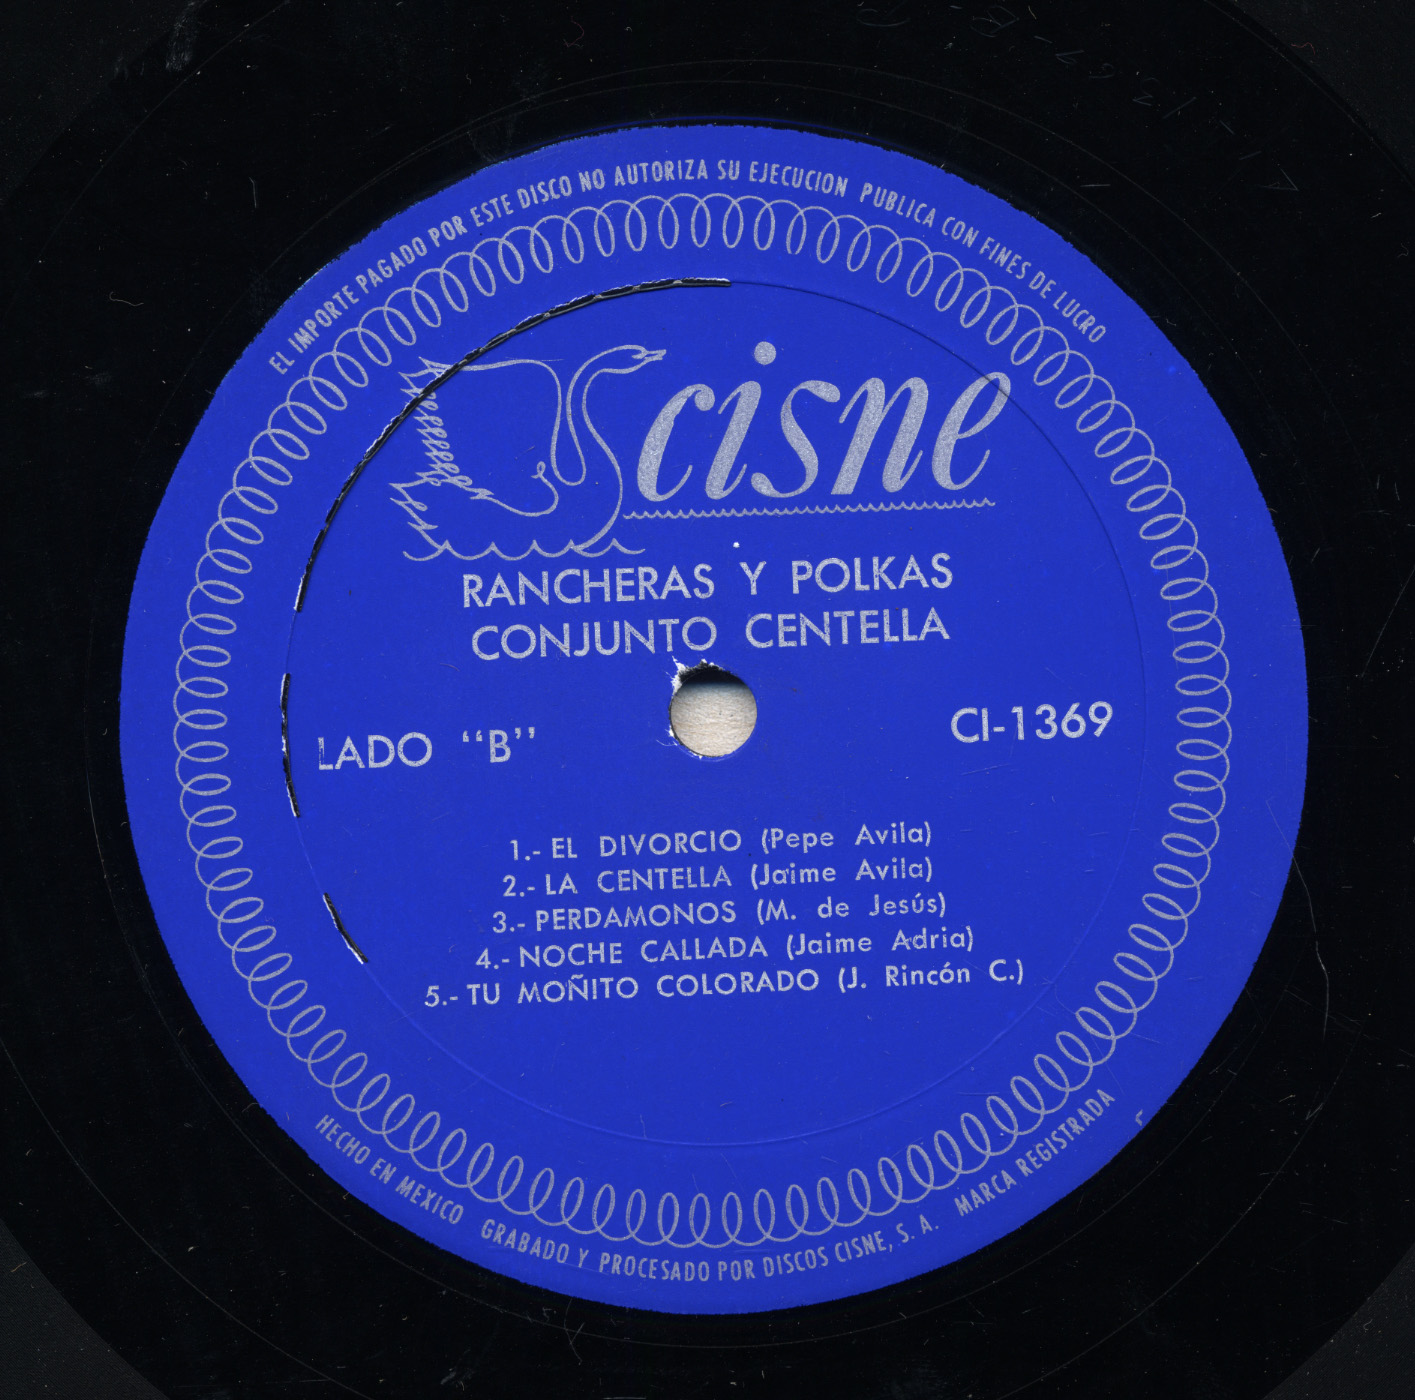 EL IMPORTE PAGADO POR ESTE DISCO NO AUTORIZA SU EJECUCION PUBLICA CON FINES DE LUCRO
cisne
RANCHERAS Y POLKAS
CONJUNTO CENTELLA
LADO "B"
CI-1369
1.- EL DIVORCIO (Pepe Avila)
2.- LA CENTELLA (Jaime Avila)
3.- PERDAMONOS (M. de Jesús)
4.- NOCHE CALLADA (Jaime Adria)
5.- TU MOÑITO COLORADO (J. Rincón C.)
HECHO EN MEXICO GRABADO Y PROCESADO POR DISCOS CISNE, S. A. MARCA REGISTRADA